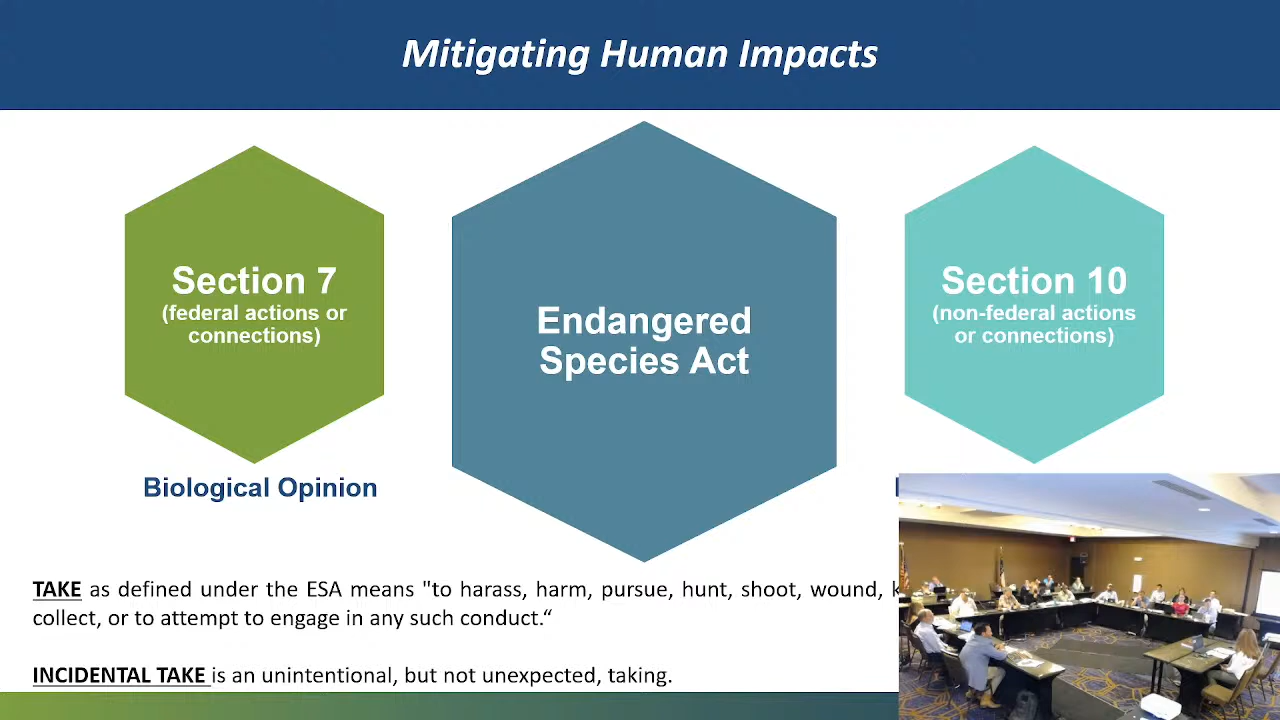 Mitigating Human Impacts
Section 7
(federal actions or
connections)
Endangered
Species Act
Section 10
(non-federal actions
or connections)
Biological Opinion
TAKE as defined under the ESA means "to harass, harm, pursue, hunt, shoot, wound,
collect, or to attempt to engage in any such conduct.“
INCIDENTAL TAKE is an unintentional, but not unexpected, taking.